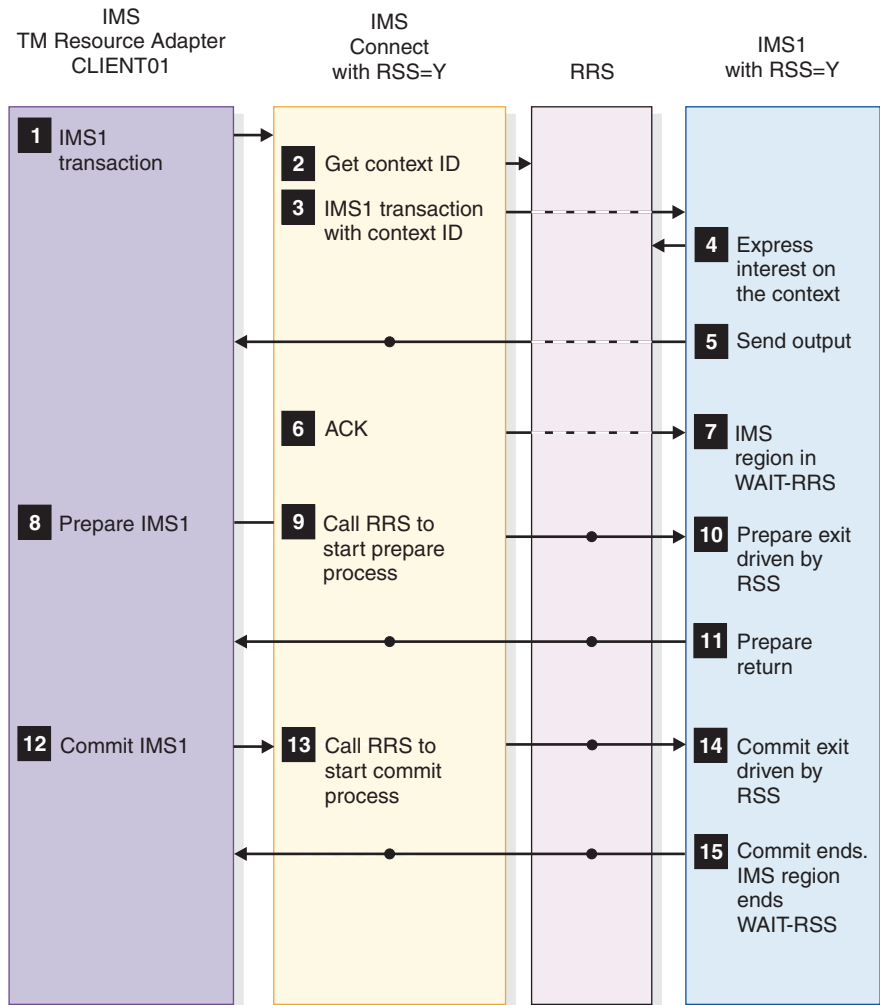 IMS
TM Resource Adapter
CLIENT01
IMS
Connect
with RSS=Y
RRS
IMS1
with RSS=Y
1 IMS1
transaction
2 Get context ID
3 IMS1 transaction
with context ID
4 Express
interest on
the context
5 Send output
6 ACK
7 IMS
region in
WAIT-RRS
8 Prepare IMS1
9 Call RRS to
start prepare
process
10 Prepare exit
driven by
RSS
11 Prepare
return
12 Commit IMS1
13 Call RRS to
start commit
process
14 Commit exit
driven by
RSS
15 Commit ends.
IMS region
ends
WAIT-RSS